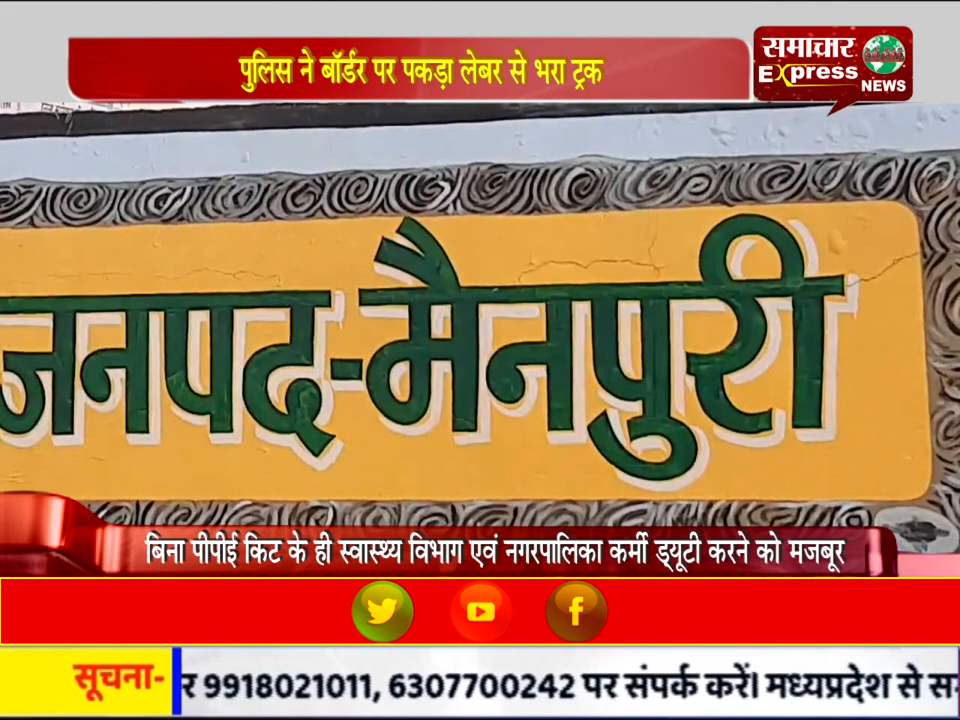 पुलिस ने बॉर्डर पर पकड़ा लेबर से भरा ट्रक
समाचार
Express
NEWS
जनपद-मैनपुरी
बिना पीपीई किट के ही स्वास्थ्य विभाग एवं नगरपालिका कर्मी ड्यूटी करने को मजबूर
सूचना- र 9918021011, 6307700242 पर संपर्क करें। मध्यप्रदेश से